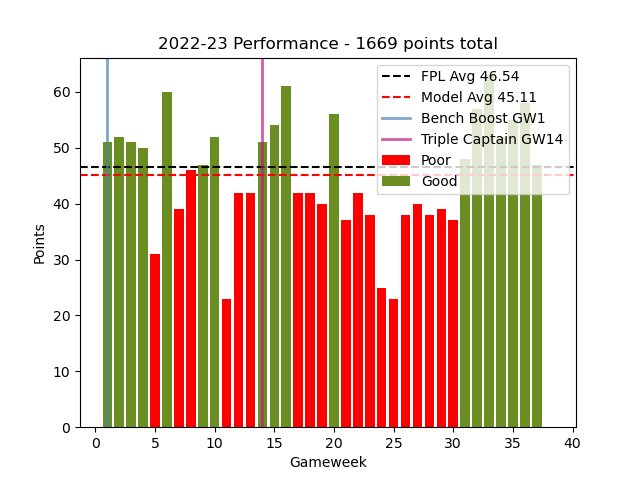 2022-23 Performance - 1669 points total
FPL Avg 46.54
Model Avg 45.11
Bench Boost GW1
Triple Captain GW14
Poor
Good
Points
60
50
40
30
20
10
0
0 5 10 15 20 25 30 35 40
Gameweek